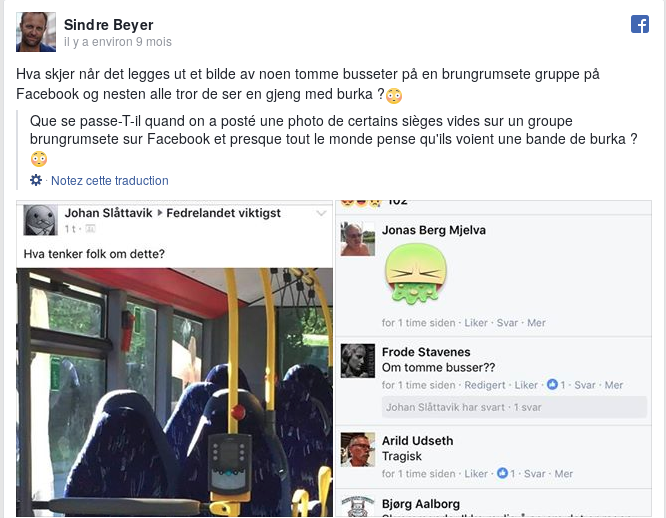 Sindre Beyer
il y a environ 9 mois
Hva skjer når det legges ut et bilde av noen tomme busseter på en brungrumsete gruppe på
Facebook og nesten alle tror de ser en gjeng med burka ?😳
Que se passe-T-il quand on a posté une photo de certains sièges vides sur un groupe
brungrumsete sur Facebook et presque tout le monde pense qu'ils voient une bande de burka ?
😳
· Notez cette traduction
Johan Slåttavik ▸ Fedrelandet viktigst
1 t ·
Hva tenker folk om dette?
102
Jonas Berg Mjelva
for 1 time siden · Liker · Svar · Mer
Frode Stavenes
Om tomme busser??
for 1 time siden · Redigert · Liker · 1 · Svar · Mer
Johan Slåttavik har svart · 1 svar
Arild Udseth
Tragisk
for 1 time siden · Liker · 1 · Svar · Mer
Bjørg Aalborg